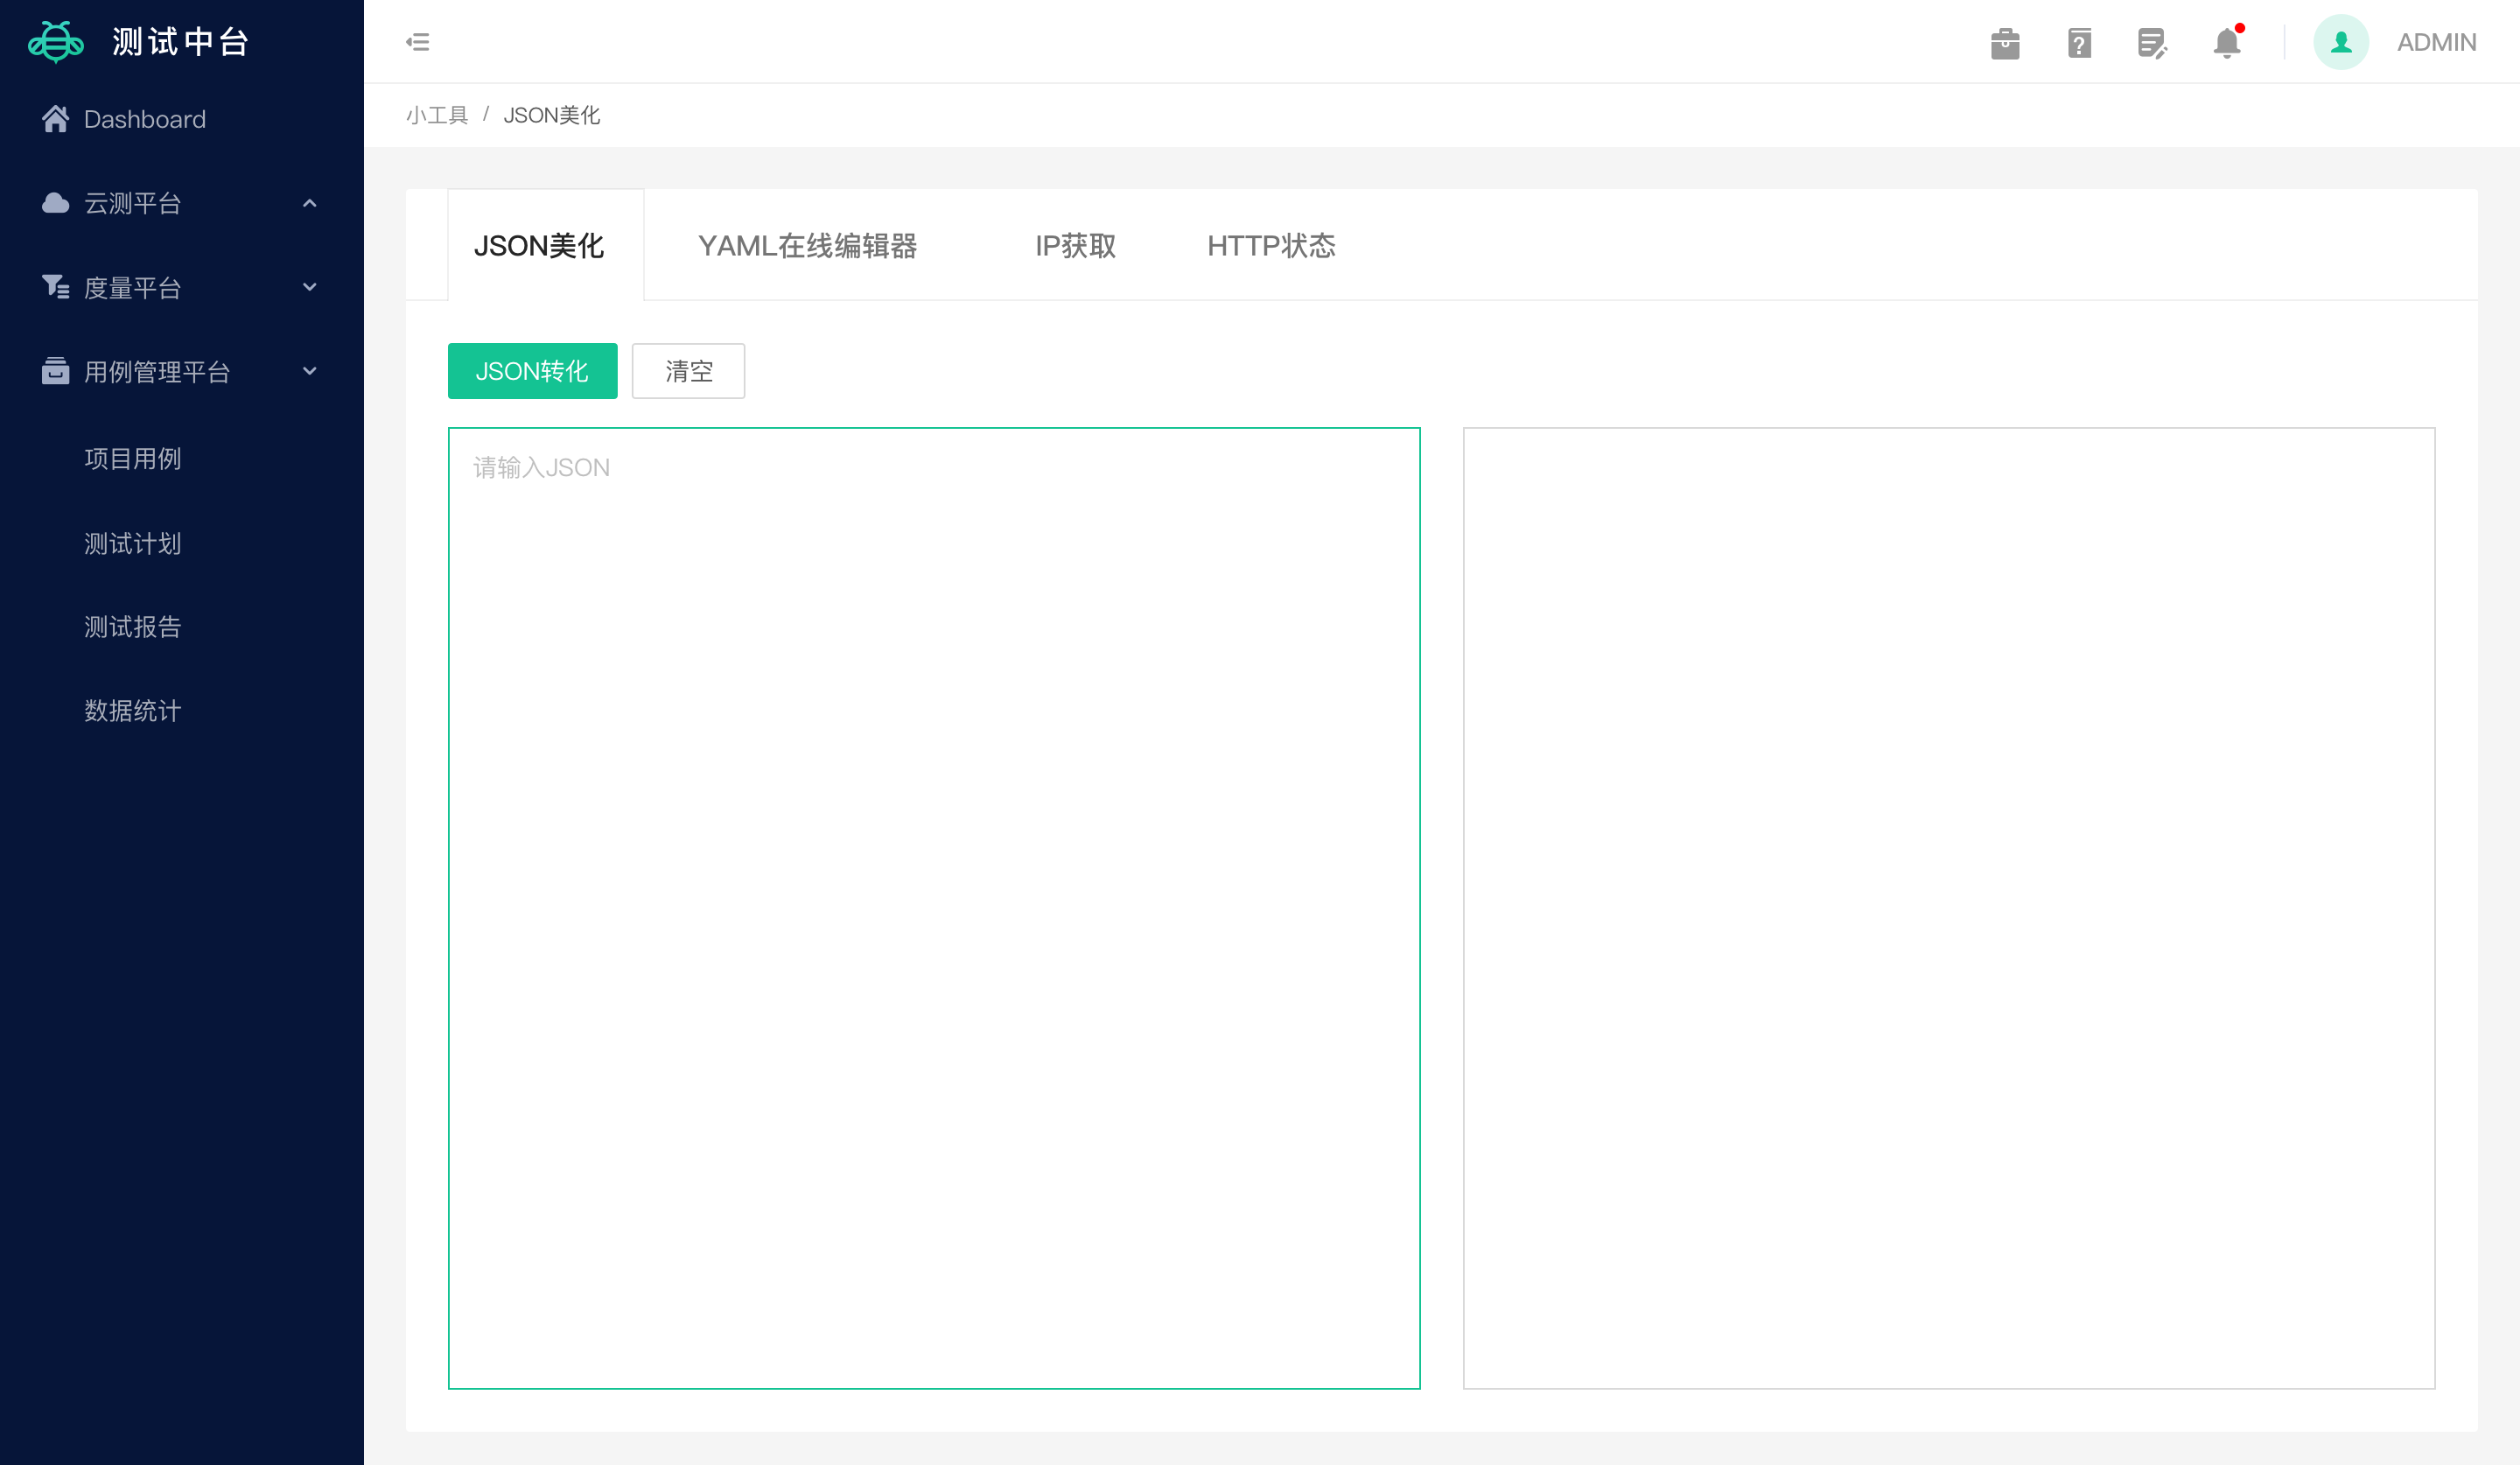 测试中台
ADMIN
Dashboard
云测平台
度量平台
用例管理平台
项目用例
测试计划
测试报告
数据统计
小工具 / JSON美化
JSON美化 YAML在线编辑器 IP获取 HTTP状态
JSON转化 清空
请输入JSON